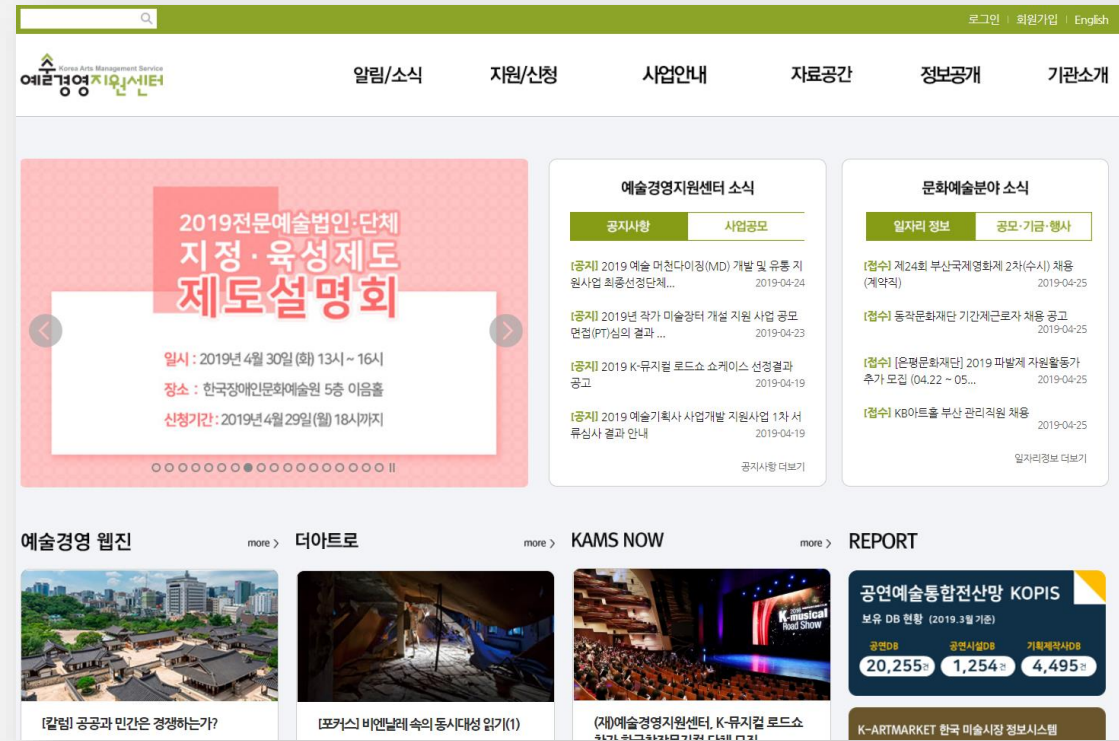 로그인 | 회원가입 | English
Korea Arts Management Service
예술경영지원센터
알림/소식 지원/신청 사업안내 자료공간 정보공개 기관소개
2019전문예술법인·단체
지정·육성제도
제도설명회
일시 : 2019년 4월 30일 (화) 13시 ~ 16시
장소 : 한국장애인문화예술원 5층 이음홀
신청기간 : 2019년 4월 29일(월) 18시까지
예술경영지원센터 소식
공지사항 사업공모
[공지] 2019 예술 머천다이징(MD) 개발 및 유통 지
원사업 최종선정단체... 2019-04-24
[공지] 2019년 작가 미술장터 개설 지원 사업 공모
면접(PT)심의 결과 ... 2019-04-23
[공지] 2019 K-뮤지컬 로드쇼 쇼케이스 선정결과
공고 2019-04-19
[공지] 2019 예술기획사 사업개발 지원사업 1차 서
류심사 결과 안내 2019-04-19
공지사항 더보기
문화예술분야 소식
일자리 정보 공모·기금·행사
[접수] 제24회 부산국제영화제 2차(수시) 채용
(계약직) 2019-04-25
[접수] 동작문화재단 기간제근로자 채용 공고
2019-04-25
[접수] [은평문화재단] 2019 파발제 자원활동가
추가 모집 (04.22 ~ 05... 2019-04-25
[접수] KB아트홀 부산 관리직원 채용
2019-04-25
일자리정보 더보기
예술경영 웹진 more >
[칼럼] 공공과 민간은 경쟁하는가?
더아트로 more >
[포커스] 비엔날레 속의 동시대성 읽기(1)
KAMS NOW more >
2019
K-musical
Road Show
(재)예술경영지원센터, K-뮤지컬 로드쇼
참가 한국창작뮤지컬 단체 모집
REPORT
공연예술통합전산망 KOPIS
보유 DB 현황 (2019.3월 기준)
공연DB 공연시설DB 기획제작사DB
20,255건 1,254건 4,495건
K-ARTMARKET 한국 미술시장 정보시스템